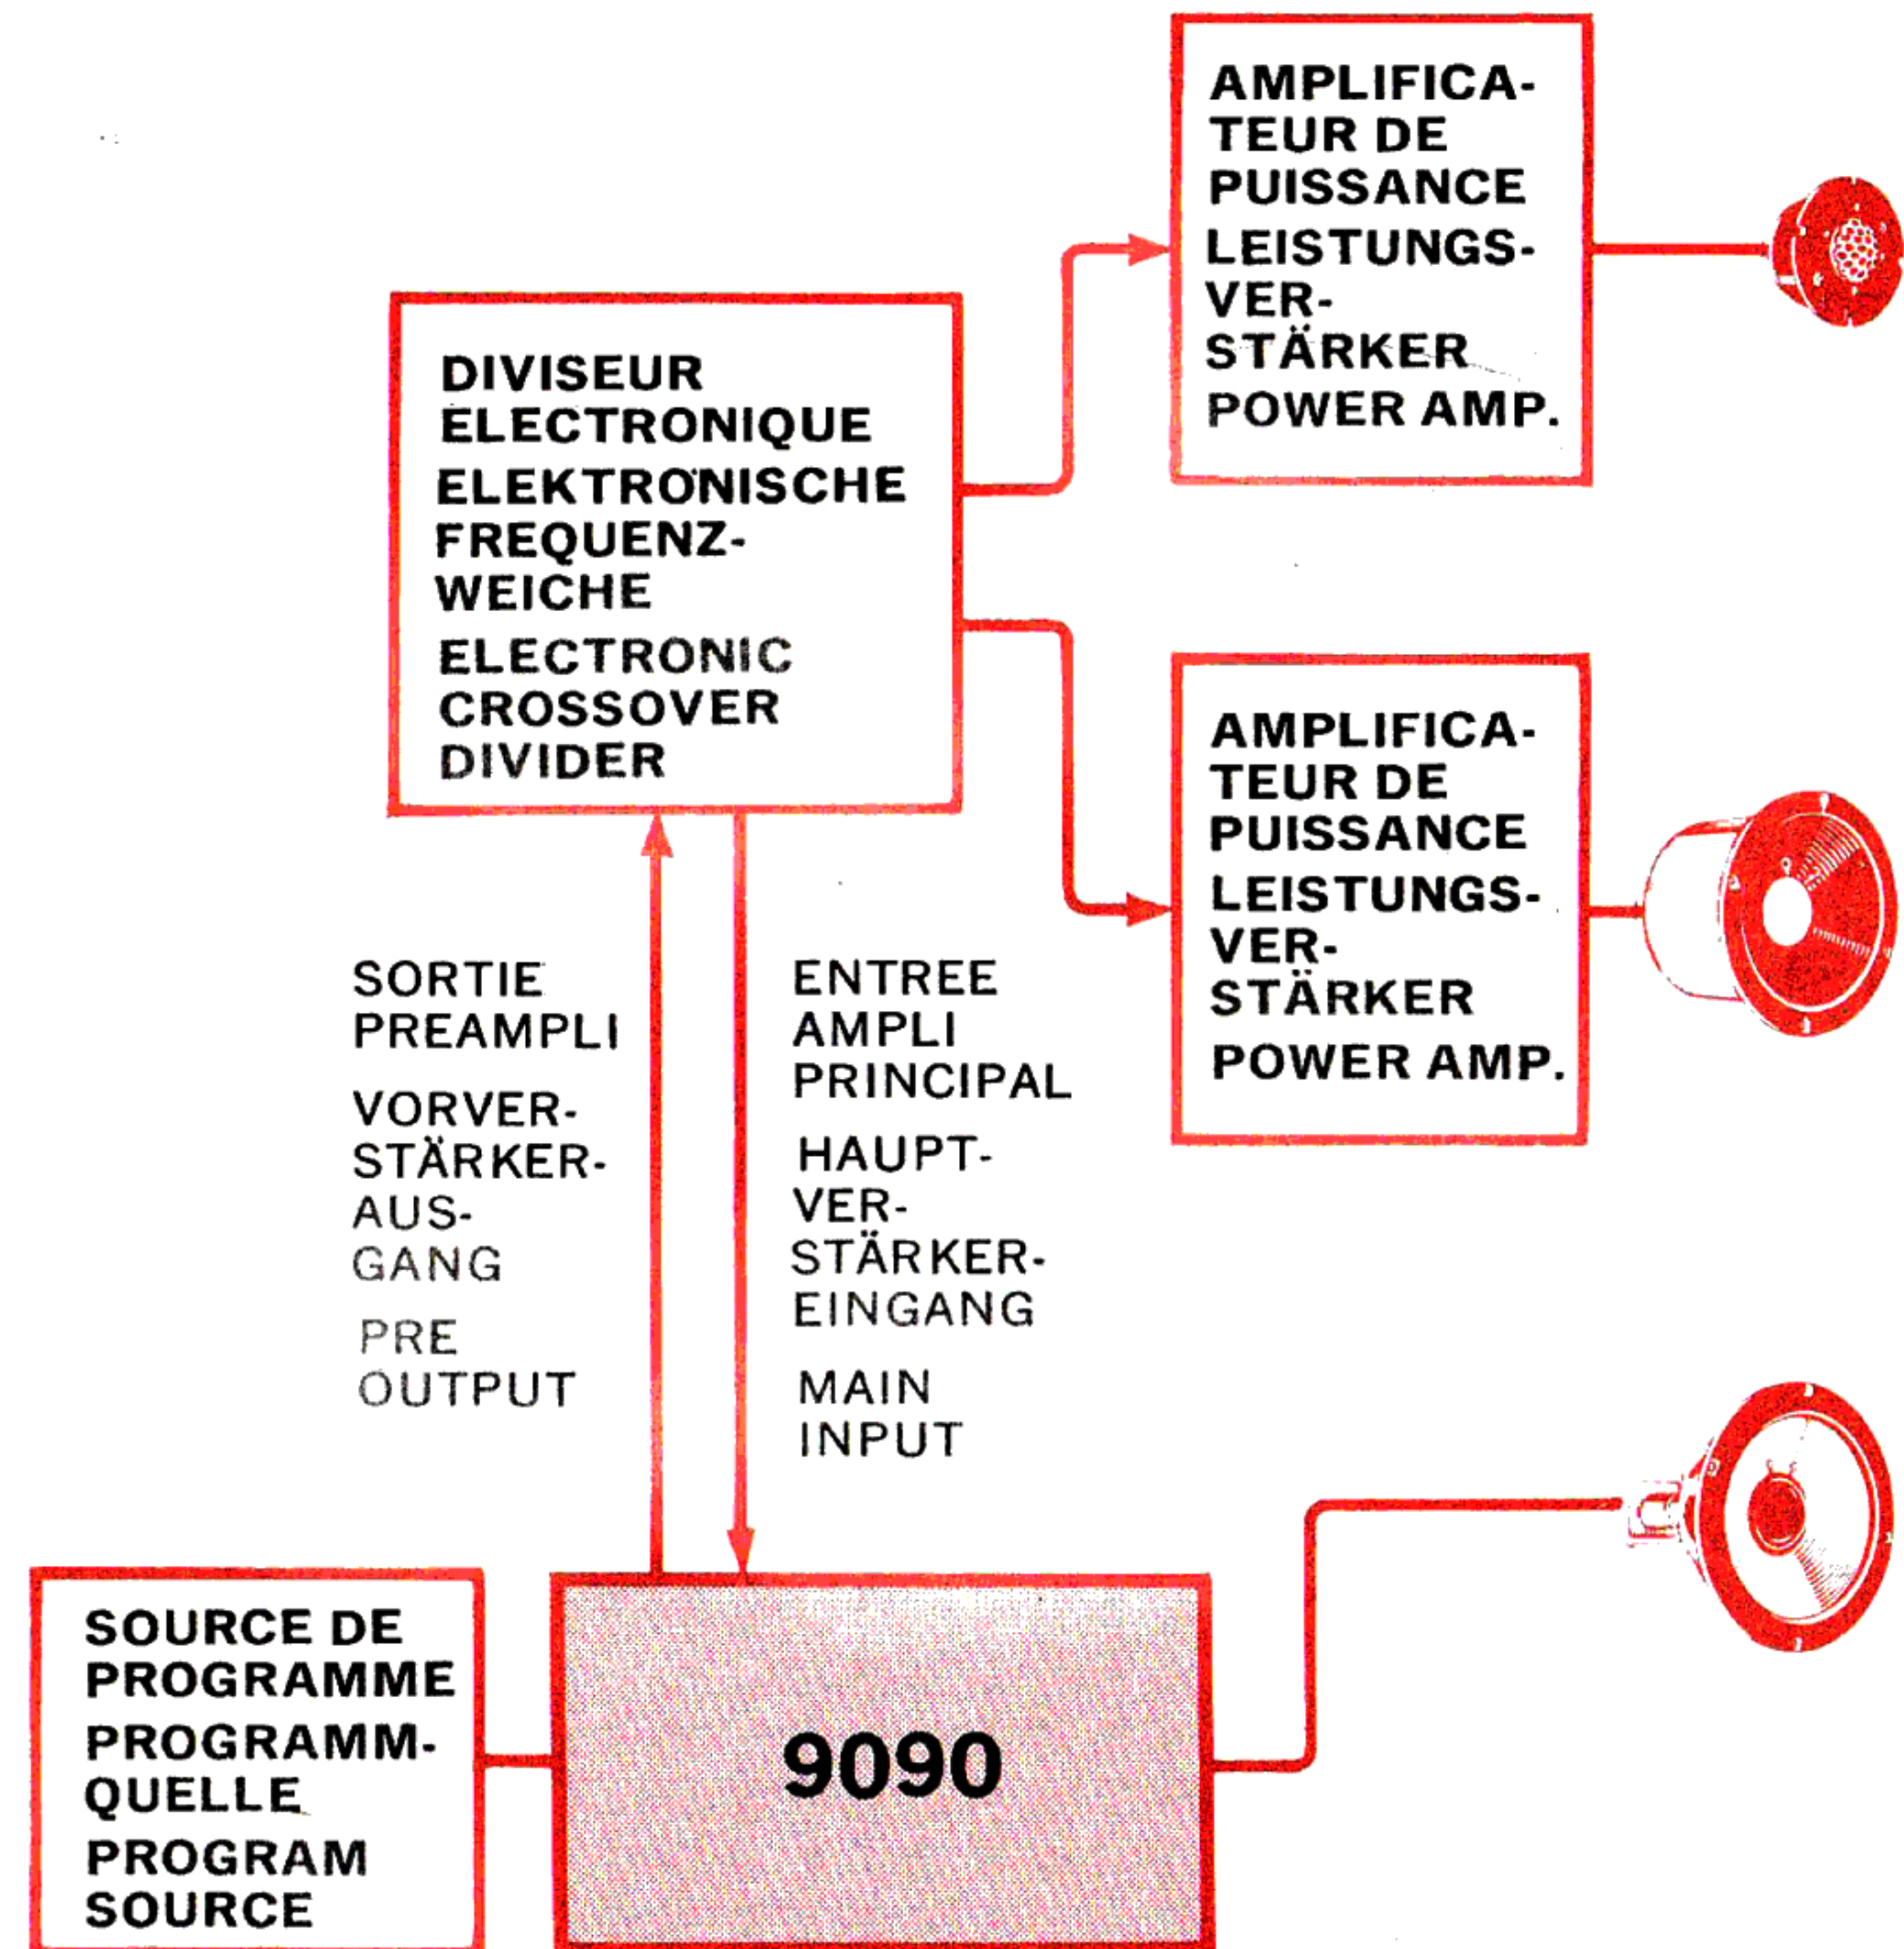 AMPLIFICA-
TEUR DE
PUISSANCE
LEISTUNGS-
VER-
STÄRKER
POWER AMP.
DIVISEUR
ELECTRONIQUE
ELEKTRONISCHE
FREQUENZ-
WEICHE
ELECTRONIC
CROSSOVER
DIVIDER
AMPLIFICA-
TEUR DE
PUISSANCE
LEISTUNGS-
VER-
STÄRKER
POWER AMP.
SORTIE
PREAMPLI
VORVER-
STÄRKER-
AUS-
GANG
PRE
OUTPUT
ENTREE
AMPLI
PRINCIPAL
HAUPT-
VER-
STÄRKER-
EINGANG
MAIN
INPUT
SOURCE DE
PROGRAMME
PROGRAMM-
QUELLE
PROGRAM
SOURCE
9090